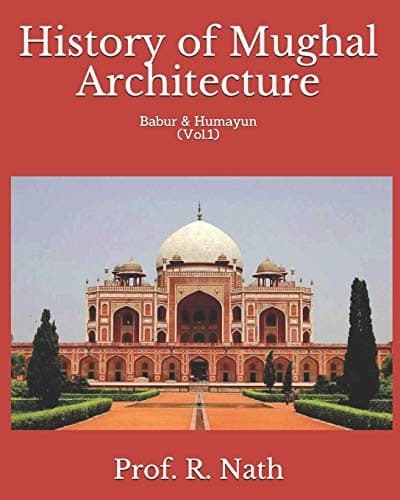 History of Mughal
Architecture
Babur & Humayun
(Vol.1)
Prof. R. Nath